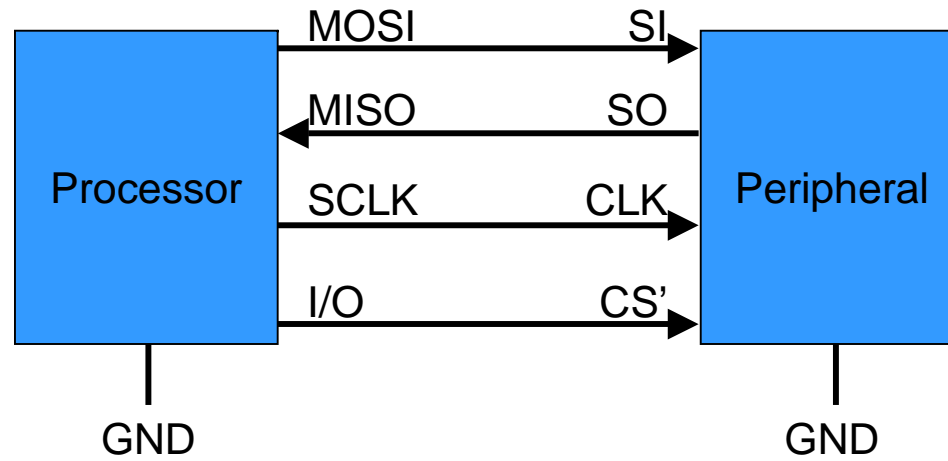 MOSI SI
MISO SO
Processor Peripheral
SCLK CLK
I/O CS’
GND GND